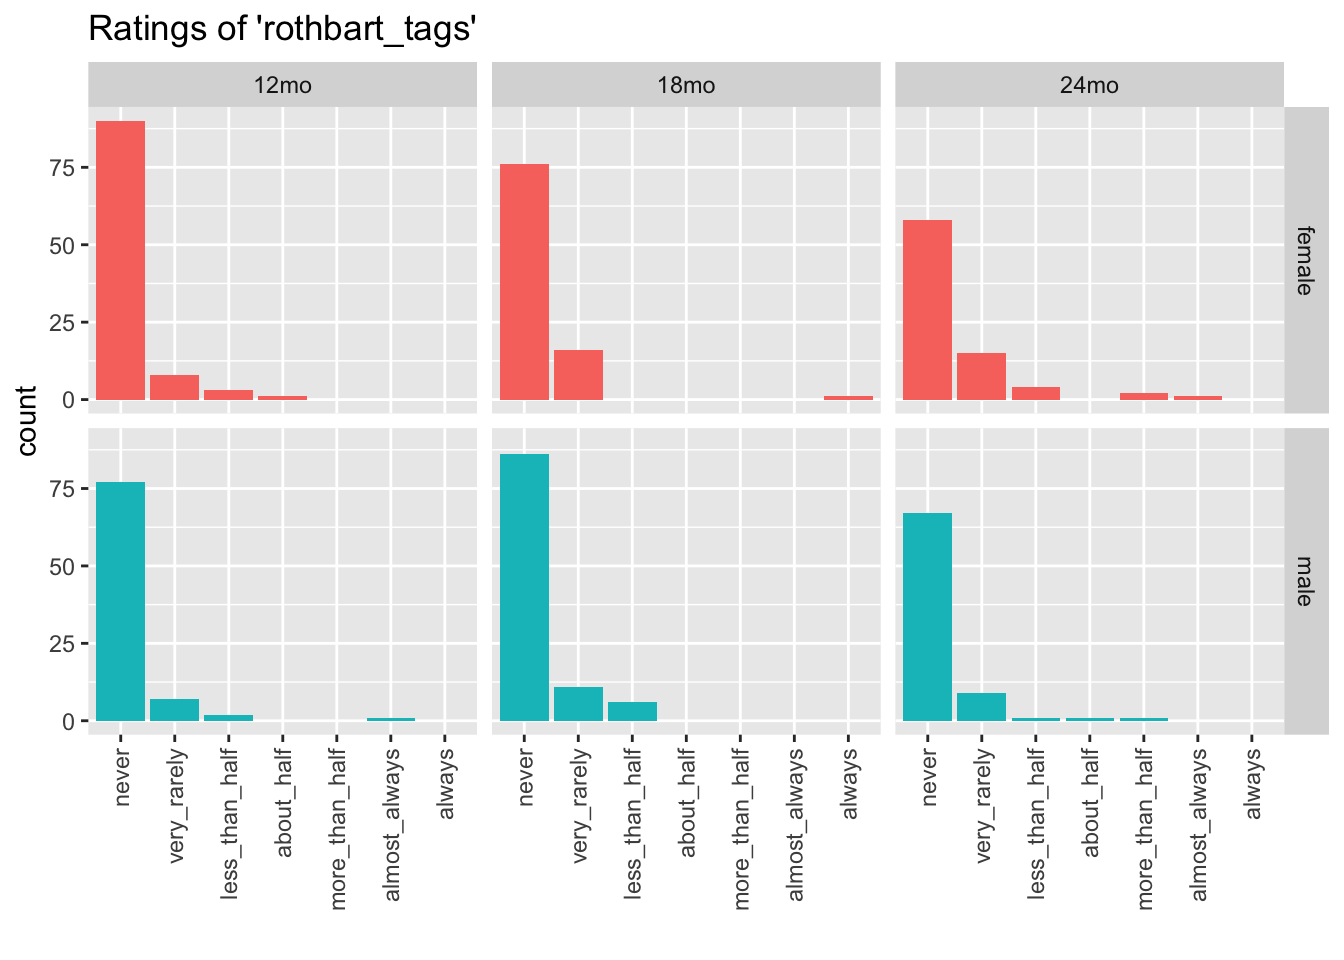 Ratings of 'rothbart_tags'
12mo 18mo 24mo
75
50
25
0
female
count
75
50
25
0
male
never very_rarely less_than_half about_half more_than_half almost_always always
never very_rarely less_than_half about_half more_than_half almost_always always
never very_rarely less_than_half about_half more_than_half almost_always always